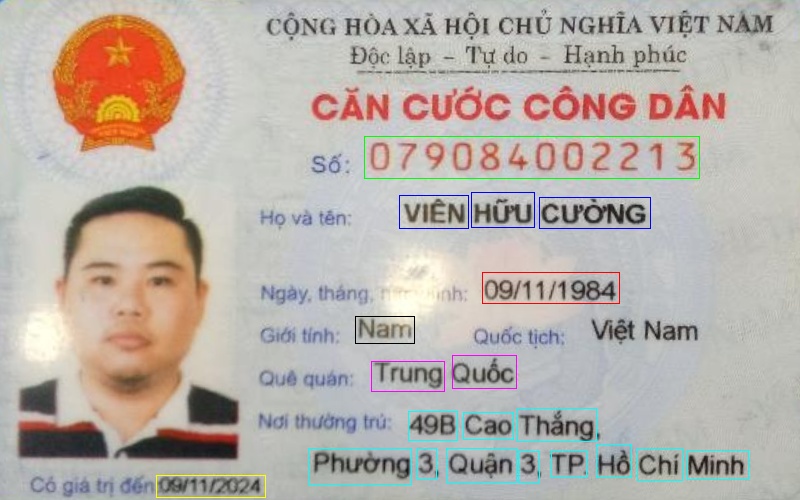 CỘNG HÒA XÃ HỘI CHỦ NGHĨA VIỆT NAM
Độc lập - Tự do - Hạnh phúc
CĂN CƯỚC CÔNG DÂN
Số: 079084002213
Họ và tên: VIÊN HỮU CƯỜNG
Ngày, tháng, năm sinh: 09/11/1984
Giới tính: Nam Quốc tịch: Việt Nam
Quê quán: Trung Quốc
Nơi thường trú: 49B Cao Thắng,
Phường 3, Quận 3, TP. Hồ Chí Minh
Có giá trị đến 09/11/2024